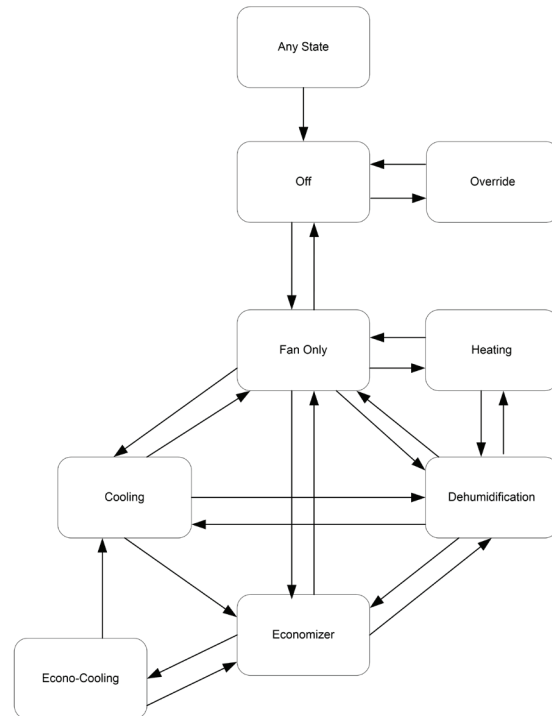 Any State
Off
Override
Fan Only
Heating
Cooling
Dehumidification
Economizer
Econo-Cooling